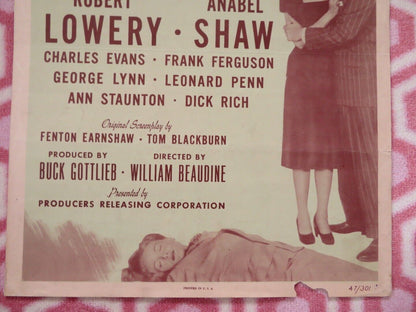 ROBERT ANABEL
LOWERY · SHAW
CHARLES EVANS · FRANK FERGUSON
GEORGE LYNN · LEONARD PENN
ANN STAUNTON · DICK RICH
Original Screenplay by
FENTON EARNSHAW · TOM BLACKBURN
PRODUCED BY DIRECTED BY
BUCK GOTTLIEB · WILLIAM BEAUDINE
Presented by
PRODUCERS RELEASING CORPORATION
PRINTED IN U. S. A.
47/301